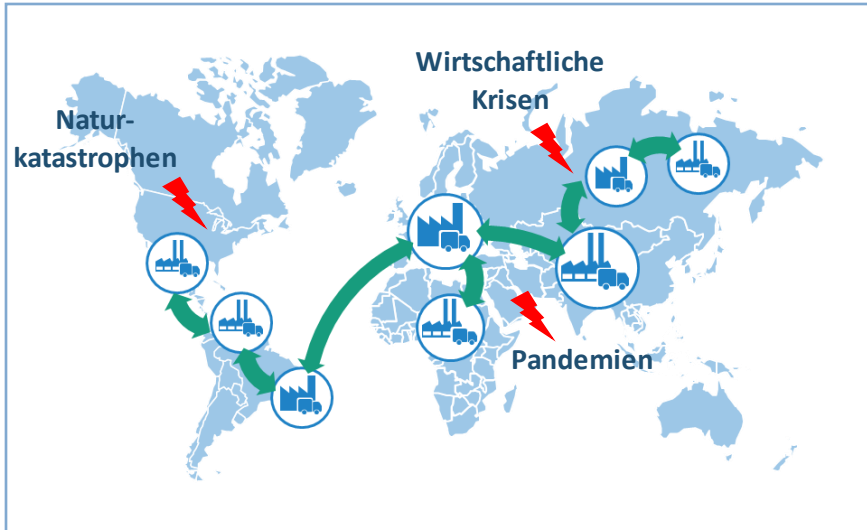 Wirtschaftliche
Krisen
Natur-
katastrophen
Pandemien